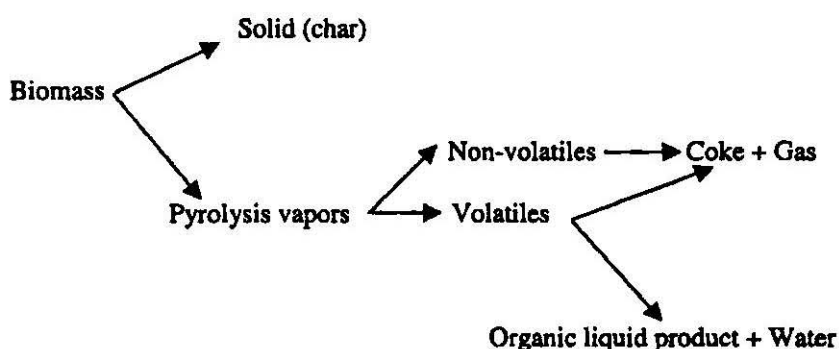 Solid (char)
Biomass
Non-volatiles
Coke + Gas
Pyrolysis vapors
Volatiles
Organic liquid product + Water